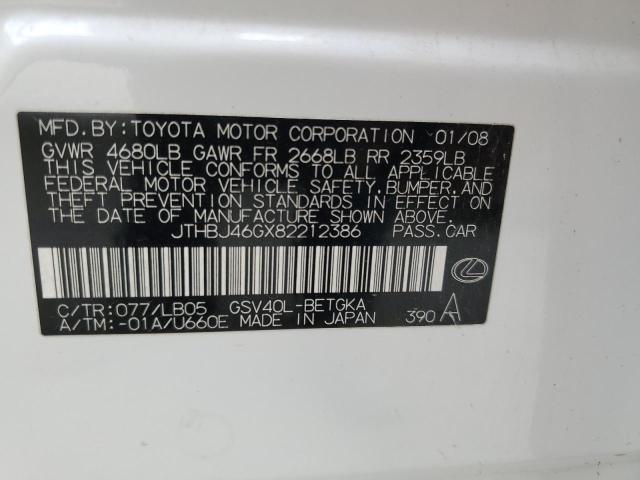 MFD. BY: TOYOTA MOTOR CORPORATION 01/08
GVWR 4680LB GAWR FR 2668LB RR 2359LB
THIS VEHICLE CONFORMS TO ALL APPLICABLE
FEDERAL MOTOR VEHICLE SAFETY, BUMPER, AND
THEFT PREVENTION STANDARDS IN EFFECT ON
THE DATE OF MANUFACTURE SHOWN ABOVE.
JTHBJ46GX82212386 PASS. CAR
C/TR: 077/LB05 GSV40L-BETGKA
A/TM: -01A/U660E MADE IN JAPAN 390 A